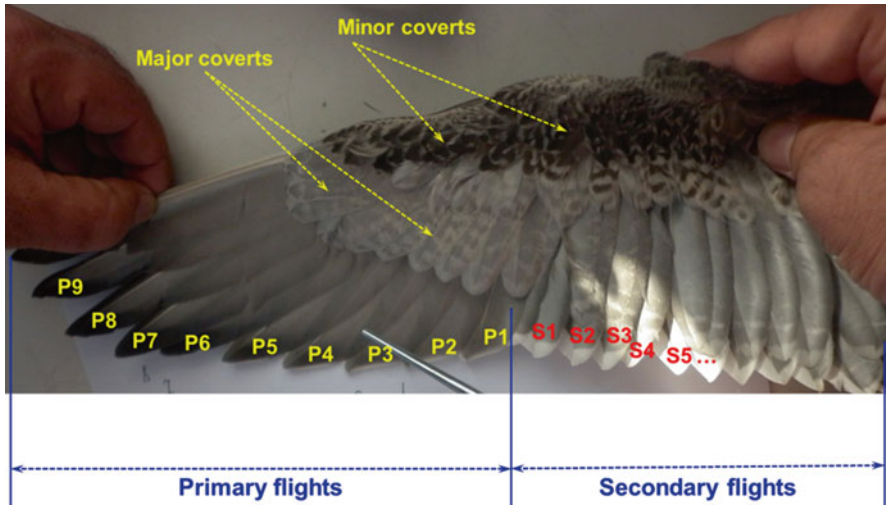 Minor coverts
Major coverts
P9
P8
P7
P6
P5
P4
P3
P2
P1
S1
S2
S3
S4
S5 ...
Primary flights
Secondary flights